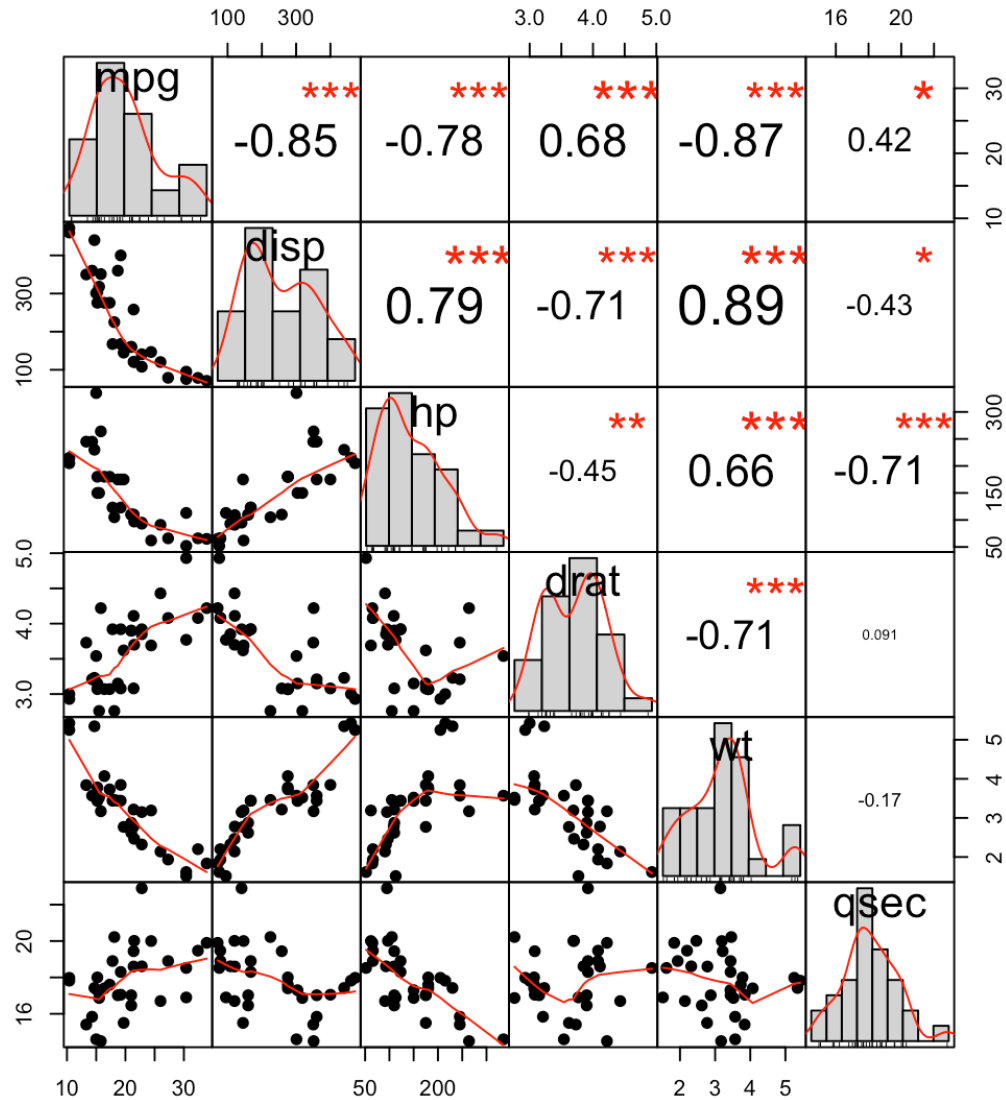 100 300 3.0 4.0 5.0 16 20
mpg *** *** *** *** *
-0.85 -0.78 0.68 -0.87 0.42
10 20 30
disp *** *** *** *
0.79 -0.71 0.89 -0.43
100 300
hp ** *** ***
-0.45 0.66 -0.71
50 150 300
drat ***
-0.71 0.091
3.0 4.0 5.0
wt
-0.17
2 3 4 5
qsec
16 20
10 20 30 50 200 2 3 4 5